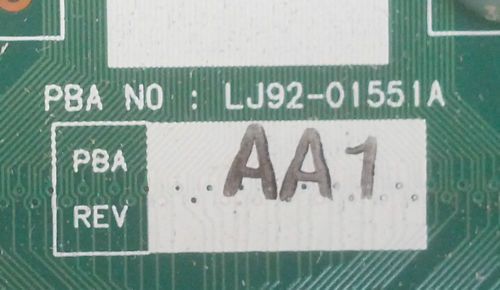 PBA NO : LJ92-01551A
PBA AA1
REV